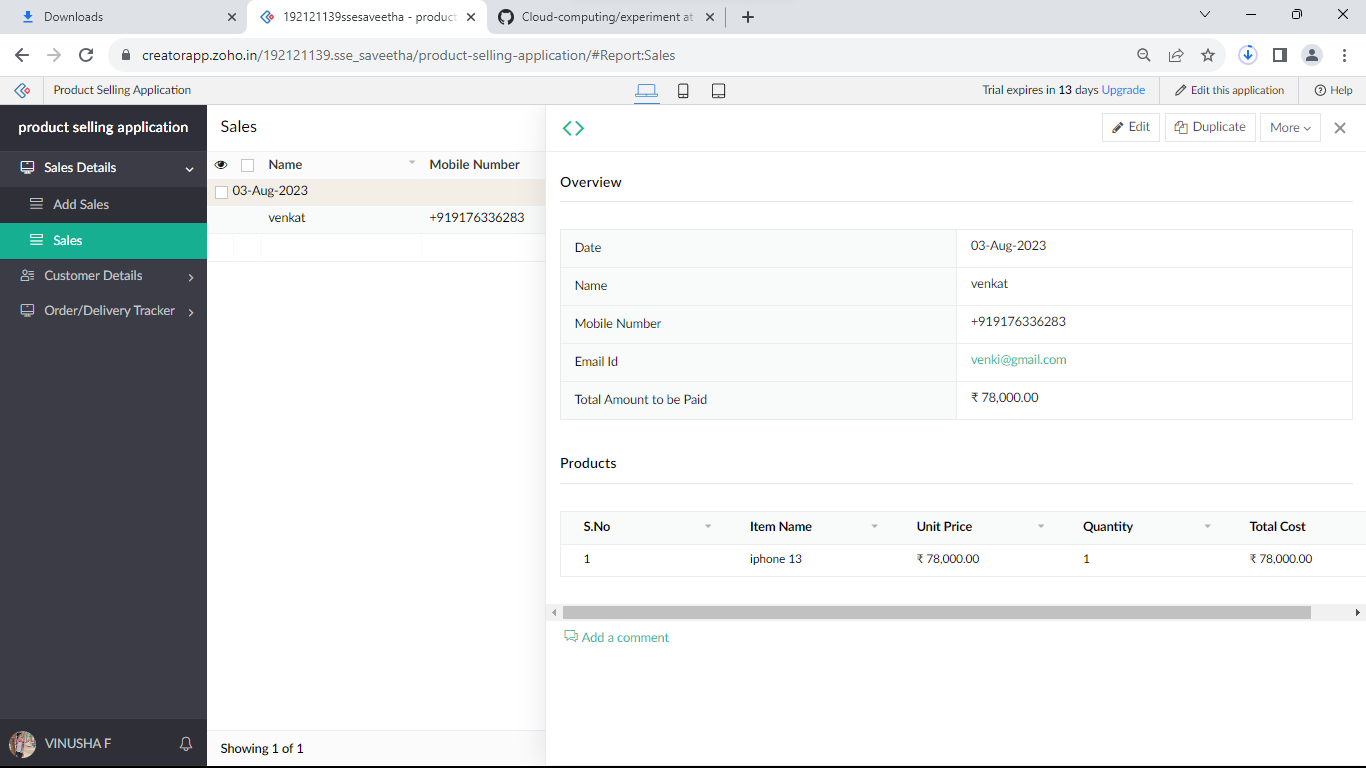 Downloads
192121139ssesaveetha - product
Cloud-computing/experiment at
creatorapp.zoho.in/192121139.sse_saveetha/product-selling-application/#Report:Sales
Product Selling Application
Trial expires in 13 days Upgrade
Edit this application
Help
product selling application
Sales Details
Add Sales
Sales
Customer Details
Order/Delivery Tracker
VINUSHA F
Sales
Name Mobile Number
03-Aug-2023
venkat +919176336283
Showing 1 of 1
Edit Duplicate More
Overview
Date 03-Aug-2023
Name venkat
Mobile Number +919176336283
Email Id venki@gmail.com
Total Amount to be Paid ₹ 78,000.00
Products
S.No Item Name Unit Price Quantity Total Cost
1 iphone 13 ₹ 78,000.00 1 ₹ 78,000.00
Add a comment